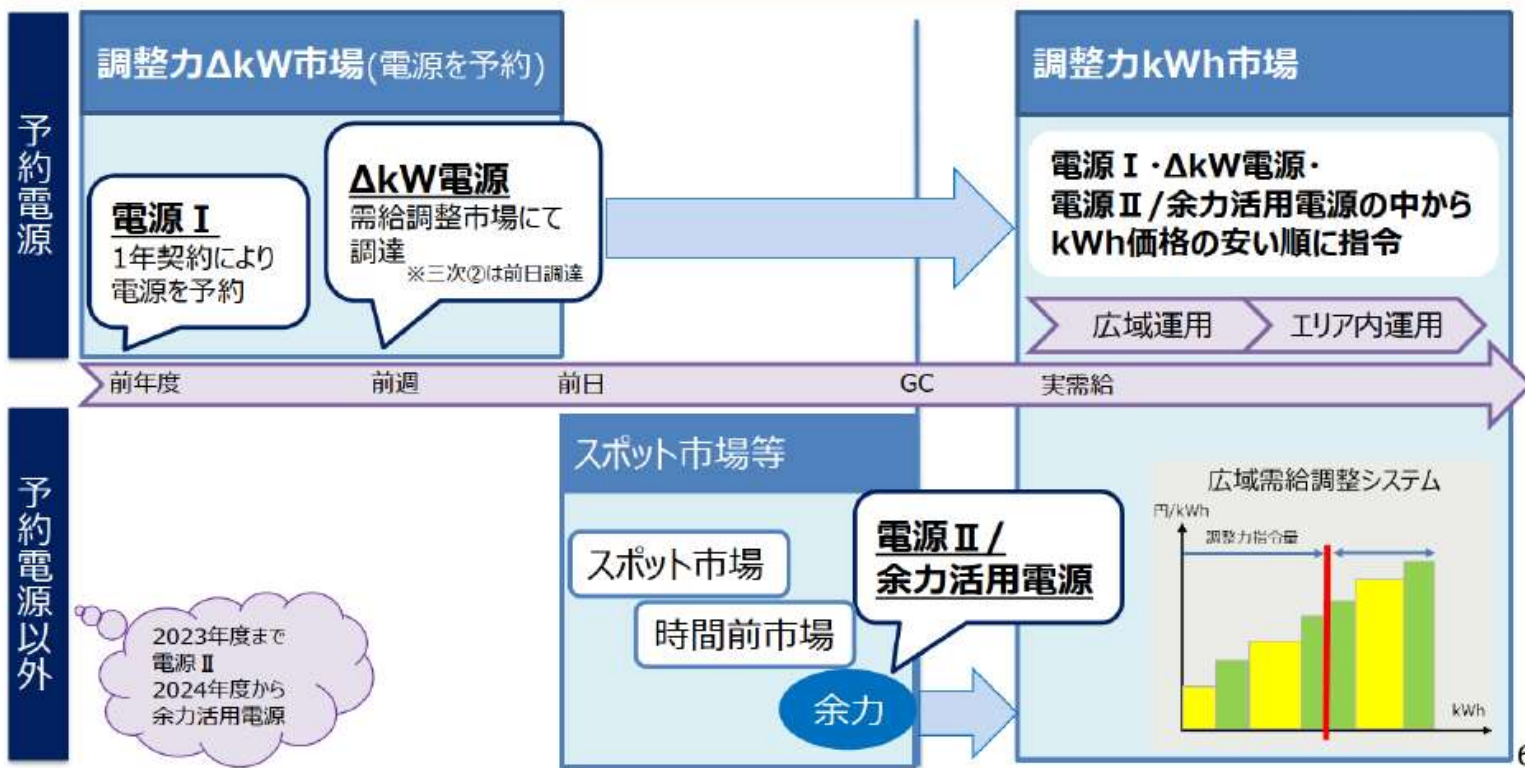 予約電源
調整力ΔkW市場(電源を予約)
電源Ⅰ
1年契約により
電源を予約
ΔkW電源
需給調整市場にて
調達
※三次②は前日調達
調整力kWh市場
電源Ⅰ・ΔkW電源・
電源Ⅱ/余力活用電源の中から
kWh価格の安い順に指令
広域運用
エリア内運用
前年度
前週
前日
GC
実需給
予約電源以外
2023年度まで
電源Ⅱ
2024年度から
余力活用電源
スポット市場等
スポット市場
時間前市場
余力
電源Ⅱ/
余力活用電源
広域需給調整システム
円/kWh
調整力指令量
kWh
6